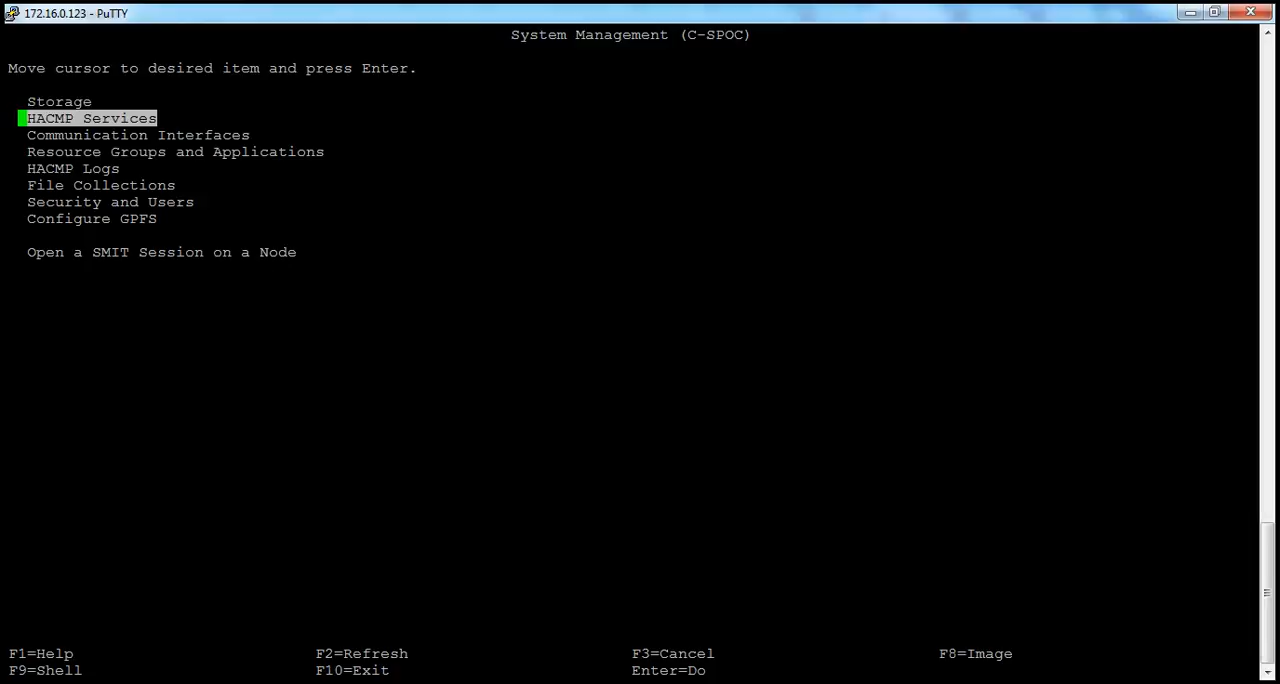 172.16.0.123 - PuTTY
System Management (C-SPOC)
Move cursor to desired item and press Enter.
Storage
HACMP Services
Communication Interfaces
Resource Groups and Applications
HACMP Logs
File Collections
Security and Users
Configure GPFS
Open a SMIT Session on a Node
F1=Help F2=Refresh F3=Cancel F8=Image
F9=Shell F10=Exit Enter=Do